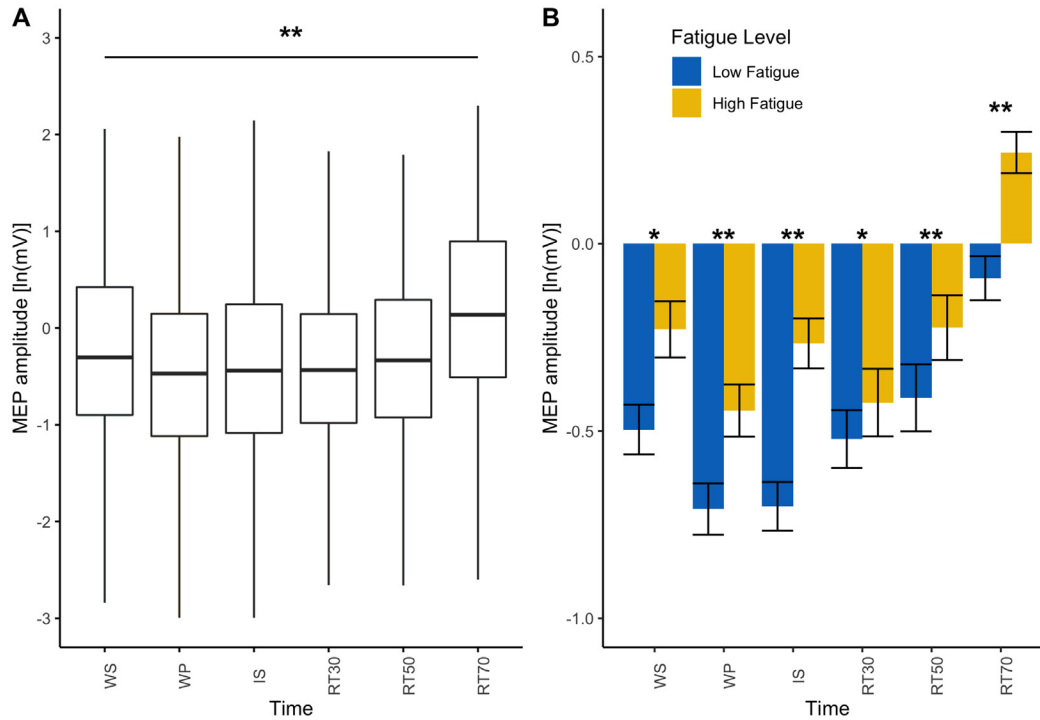 A
**
3
2
1
0
-1
-2
-3
MEP amplitude [ln(mV)]
WS
WP
IS
RT30
RT50
RT70
Time
B
Fatigue Level
Low Fatigue
High Fatigue
0.5
0.0
-0.5
-1.0
MEP amplitude [ln(mV)]
* ** ** * ** **
WS
WP
IS
RT30
RT50
RT70
Time